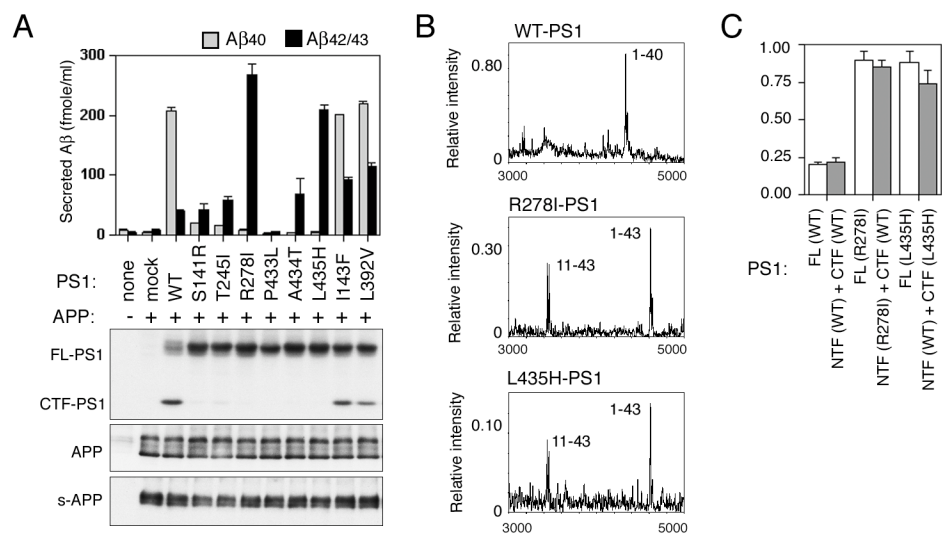 A
Aβ40 Aβ42/43
Secreted Aβ (fmole/ml)
300
200
100
0
PS1: none mock WT S141R T245I R278I P433L A434T L435H I143F L392V
APP: - + + + + + + + + + +
FL-PS1
CTF-PS1
APP
s-APP
B
WT-PS1
Relative intensity
0.80
0
1-40
3000 5000
R278I-PS1
Relative intensity
0.30
0
11-43
1-43
3000 5000
L435H-PS1
Relative intensity
0.10
0
11-43
1-43
3000 5000
C
1.00
0.75
0.50
0.25
0.00
PS1:
FL (WT)
NTF (WT) + CTF (WT)
FL (R278I)
NTF (R278I) + CTF (WT)
FL (L435H)
NTF (WT) + CTF (L435H)